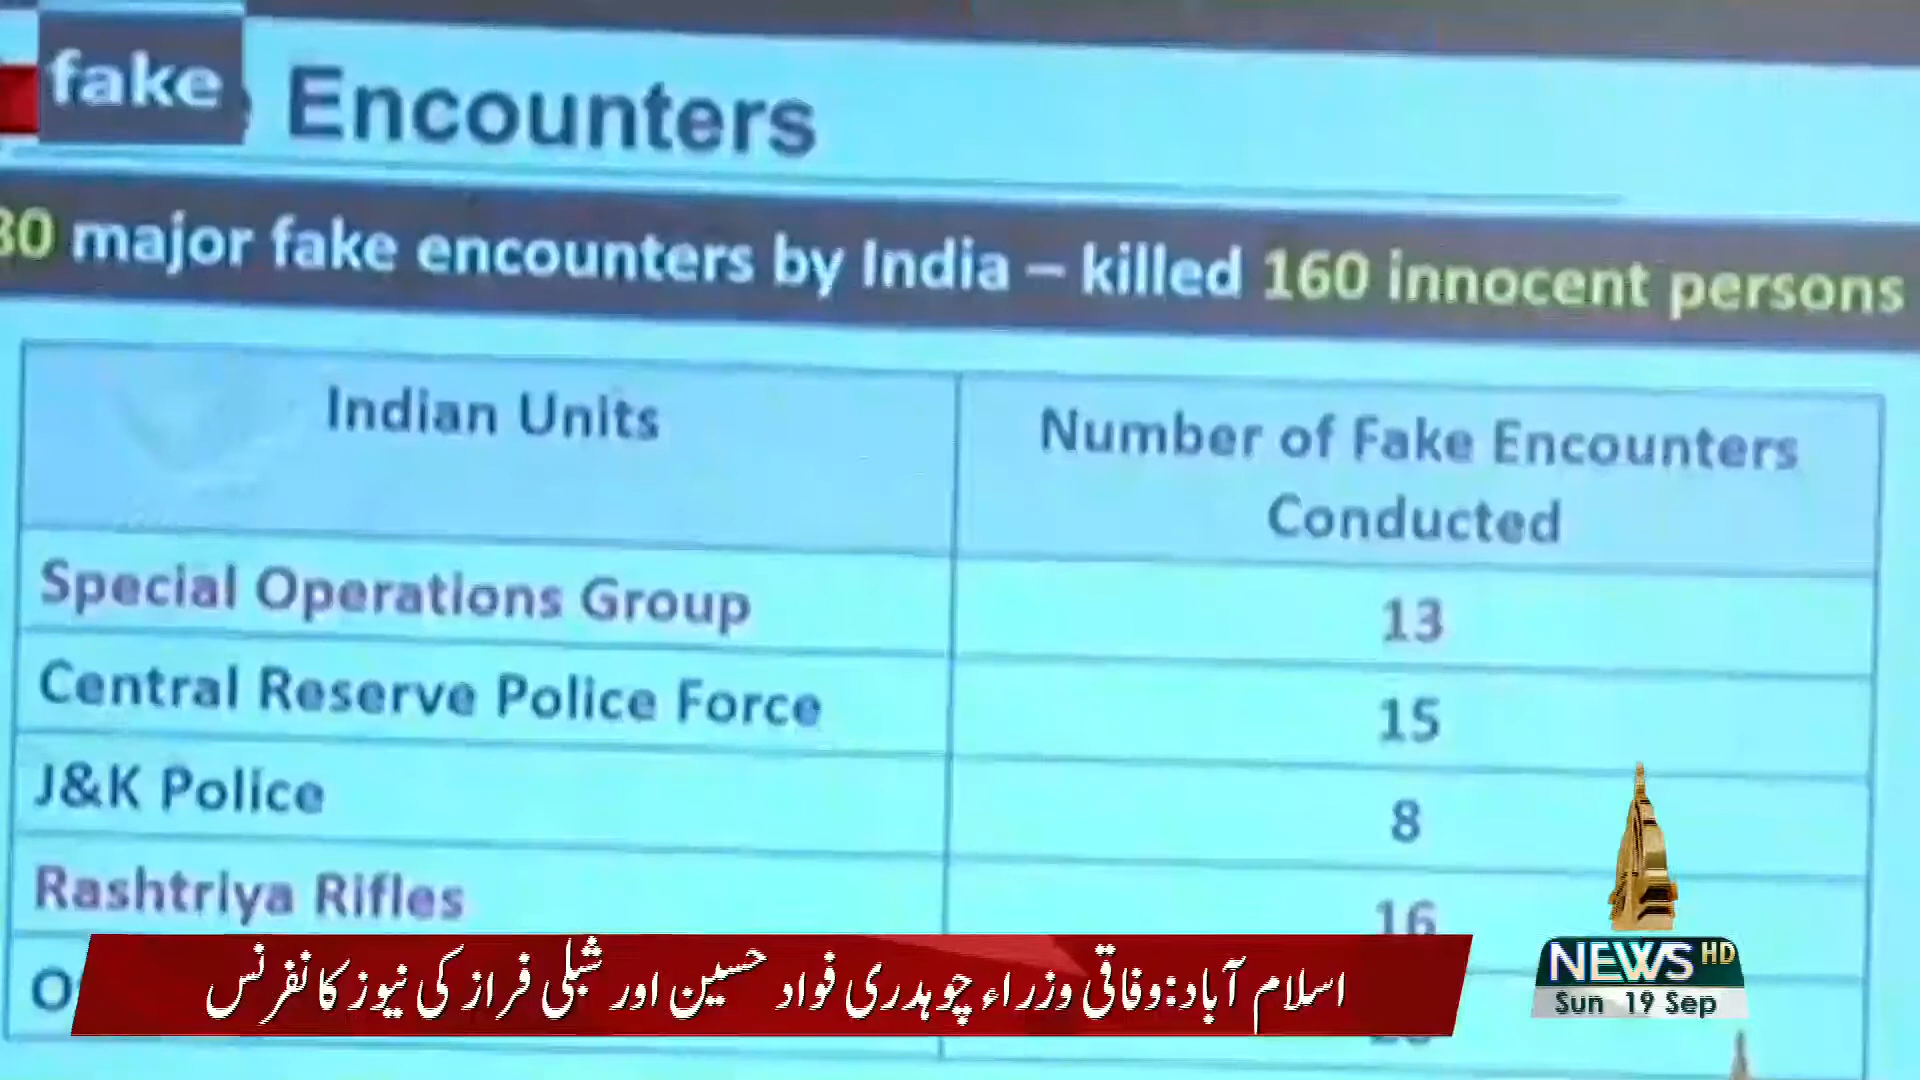 fake Encounters
30 major fake encounters by India – killed 160 innocent persons
Indian Units
Number of Fake Encounters Conducted
Special Operations Group
13
Central Reserve Police Force
15
J&K Police
8
Rashtriya Rifles
16
اسلام آباد:وفاقی وزراء چوہدری فواد حسین اور شبلی فراز کی نیوز کانفرنس
NEWS HD
Sun 19 Sep